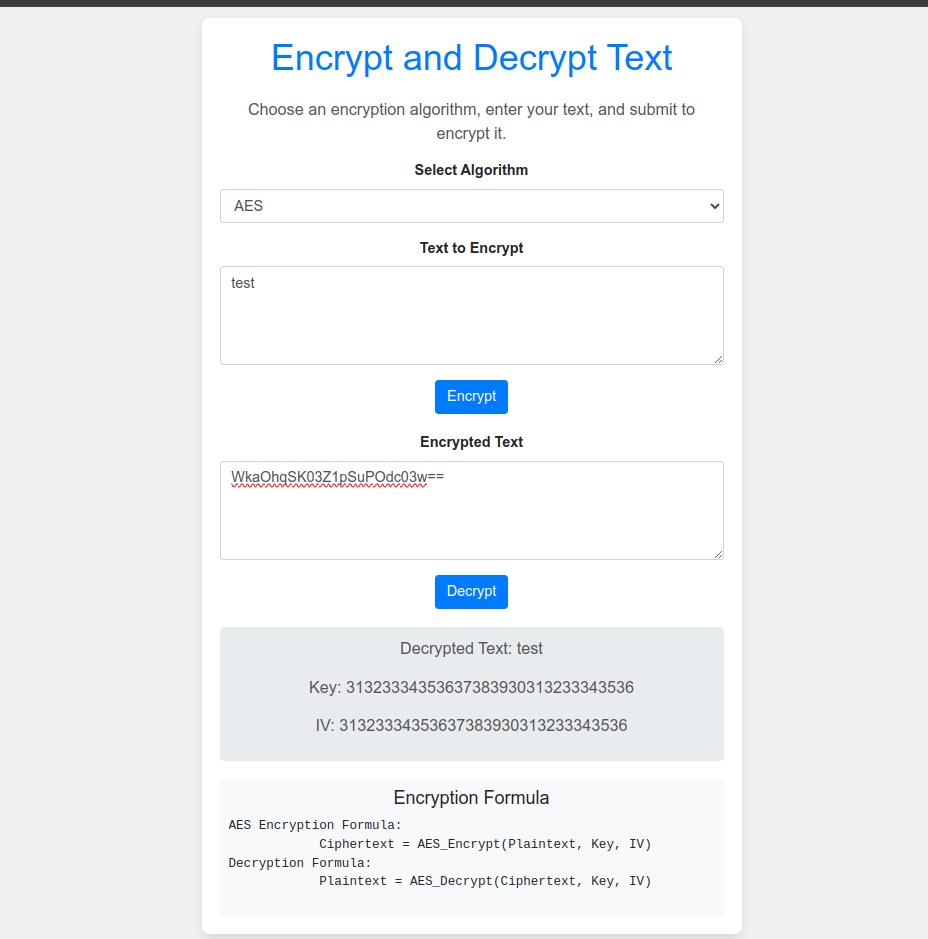 Encrypt and Decrypt Text
Choose an encryption algorithm, enter your text, and submit to
encrypt it.
Select Algorithm
AES
Text to Encrypt
test
Encrypt
Encrypted Text
WkaOhqSK03Z1pSuPOdc03w==
Decrypt
Decrypted Text: test
Key: 31323334353637383930313233343536
IV: 31323334353637383930313233343536
Encryption Formula
AES Encryption Formula:
Ciphertext = AES_Encrypt(Plaintext, Key, IV)
Decryption Formula:
Plaintext = AES_Decrypt(Ciphertext, Key, IV)